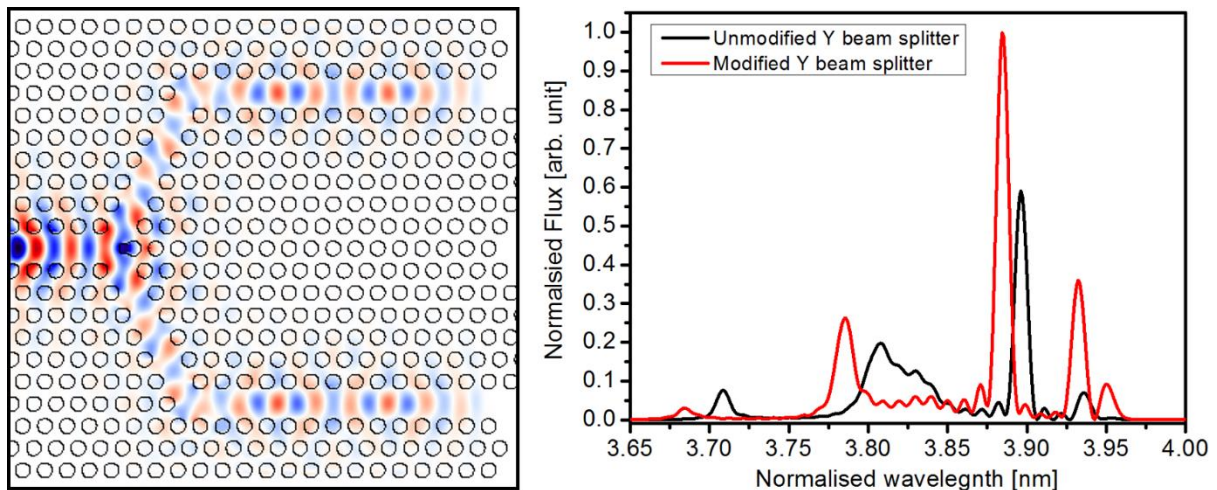 Unmodified Y beam splitter
Modified Y beam splitter
Normalsied Flux [arb. unit]
1.0
0.9
0.8
0.7
0.6
0.5
0.4
0.3
0.2
0.1
0.0
3.65 3.70 3.75 3.80 3.85 3.90 3.95 4.00
Normalised wavelegnth [nm]